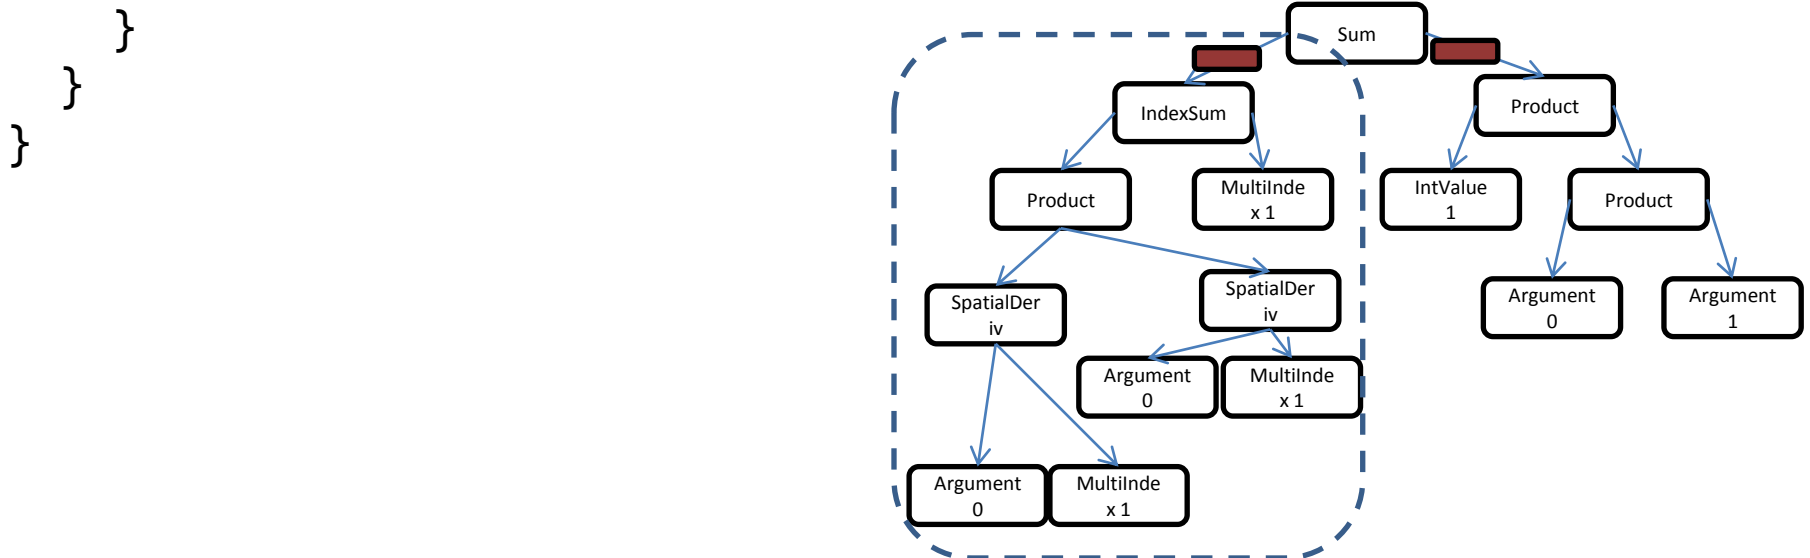 }
}
}
Sum
IndexSum
Product
Product
MultiInde
x 1
IntValue
1
Product
SpatialDer
iv
SpatialDer
iv
Argument
0
Argument
1
Argument
0
MultiInde
x 1
Argument
0
MultiInde
x 1